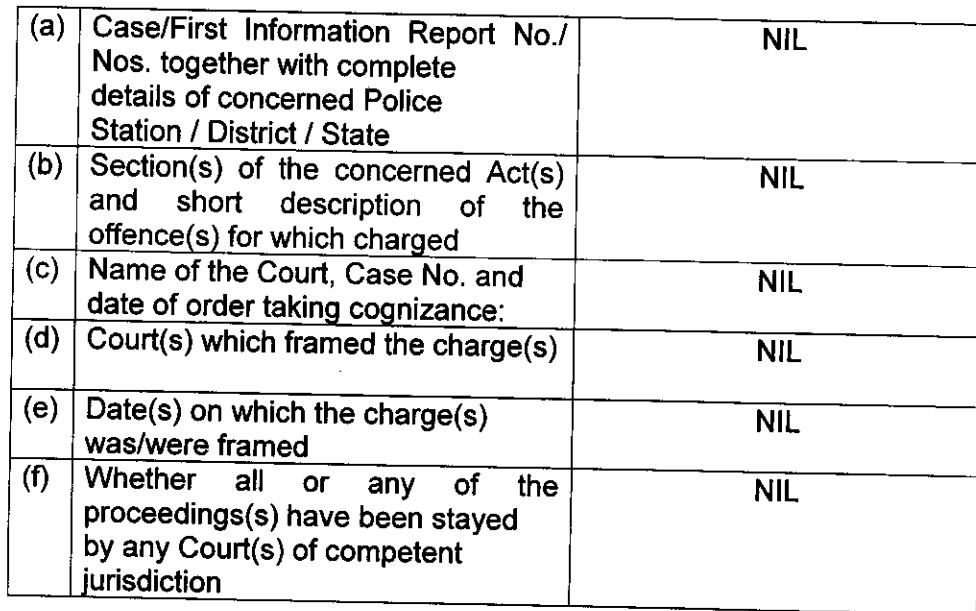 (a) Case/First Information Report No./ NIL
Nos. together with complete
details of concerned Police
Station / District / State
(b) Section(s) of the concerned Act(s) NIL
and short description of the
offence(s) for which charged
(c) Name of the Court, Case No. and NIL
date of order taking cognizance:
(d) Court(s) which framed the charge(s) NIL
(e) Date(s) on which the charge(s) NIL
was/were framed
(f) Whether all or any of the NIL
proceedings(s) have been stayed
by any Court(s) of competent
jurisdiction